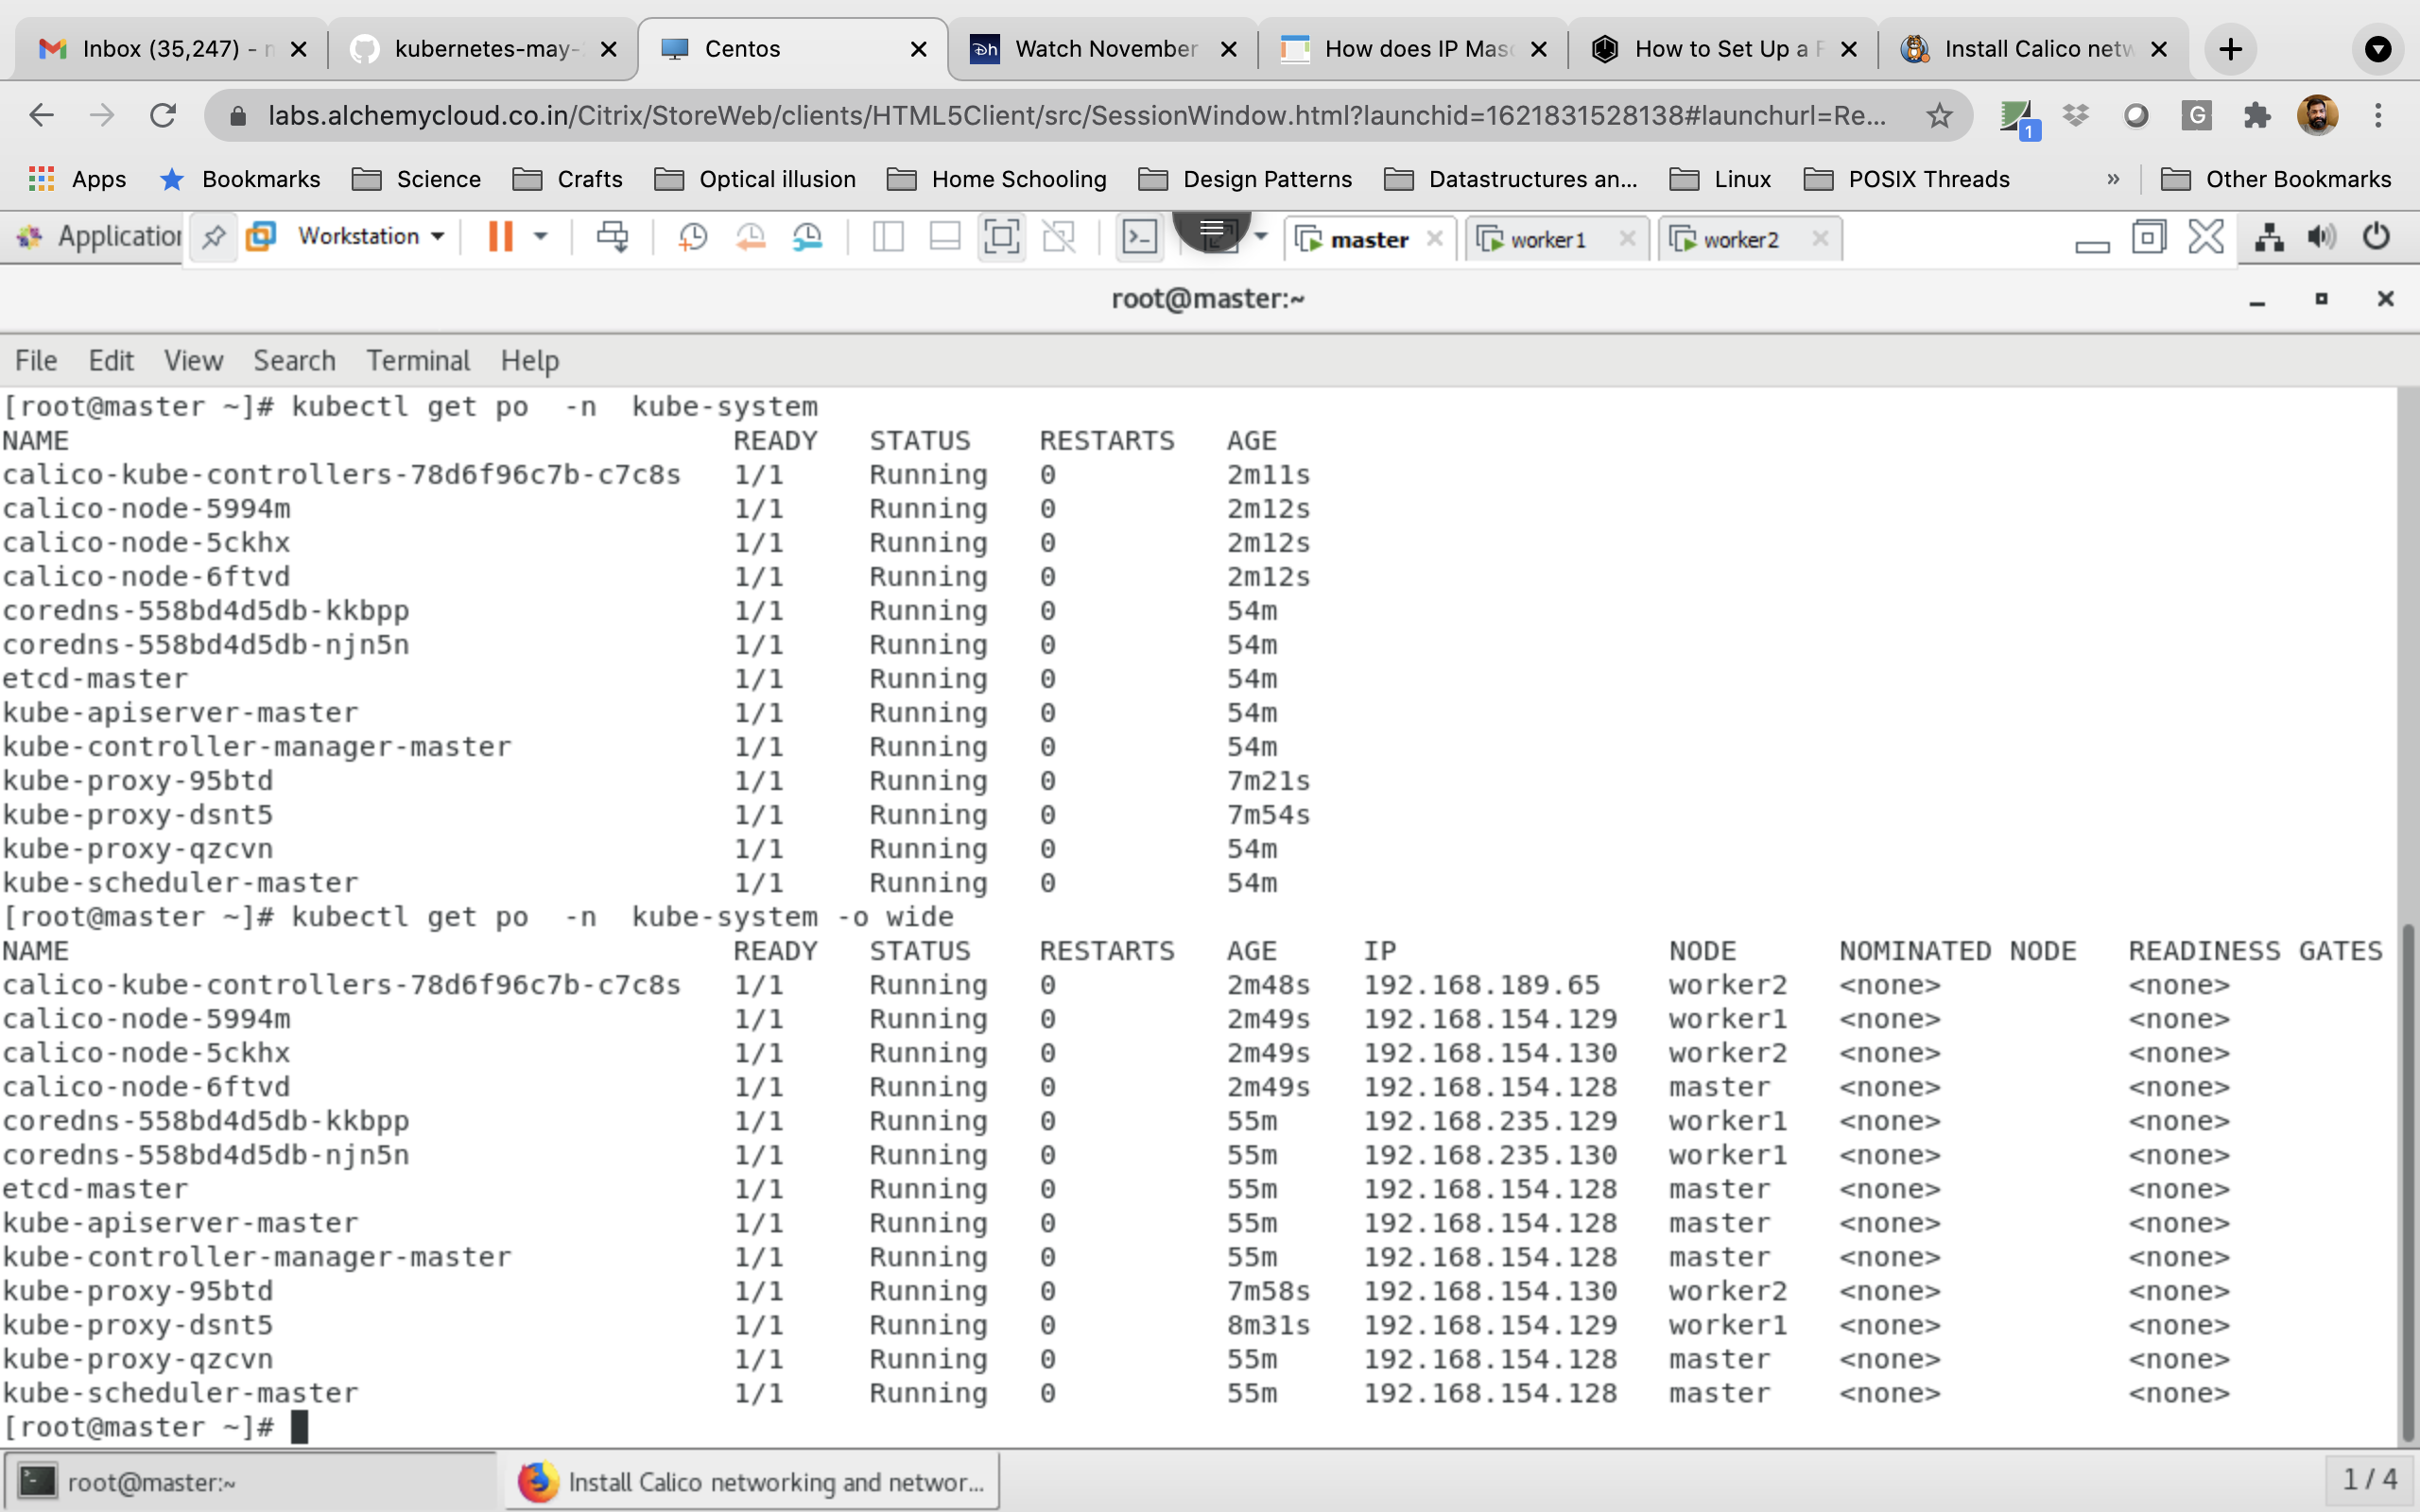 Inbox (35,247) - n
kubernetes-may-
Centos
Watch November
How does IP Masq
How to Set Up a F
Install Calico netw
labs.alchemycloud.co.in/Citrix/StoreWeb/clients/HTML5Client/src/SessionWindow.html?launchid=1621831528138#launchurl=Re...
1
G
Apps
Bookmarks
Science
Crafts
Optical illusion
Home Schooling
Design Patterns
Datastructures an...
Linux
POSIX Threads
»
Other Bookmarks
Application
Workstation
master
worker1
worker2
root@master:~
File Edit View Search Terminal Help
[root@master ~]# kubectl get po -n kube-system
NAME READY STATUS RESTARTS AGE
calico-kube-controllers-78d6f96c7b-c7c8s 1/1 Running 0 2m11s
calico-node-5994m 1/1 Running 0 2m12s
calico-node-5ckhx 1/1 Running 0 2m12s
calico-node-6ftvd 1/1 Running 0 2m12s
coredns-558bd4d5db-kkbpp 1/1 Running 0 54m
coredns-558bd4d5db-njn5n 1/1 Running 0 54m
etcd-master 1/1 Running 0 54m
kube-apiserver-master 1/1 Running 0 54m
kube-controller-manager-master 1/1 Running 0 54m
kube-proxy-95btd 1/1 Running 0 7m21s
kube-proxy-dsnt5 1/1 Running 0 7m54s
kube-proxy-qzcvn 1/1 Running 0 54m
kube-scheduler-master 1/1 Running 0 54m
[root@master ~]# kubectl get po -n kube-system -o wide
NAME READY STATUS RESTARTS AGE IP NODE NOMINATED NODE READINESS GATES
calico-kube-controllers-78d6f96c7b-c7c8s 1/1 Running 0 2m48s 192.168.189.65 worker2 <none> <none>
calico-node-5994m 1/1 Running 0 2m49s 192.168.154.129 worker1 <none> <none>
calico-node-5ckhx 1/1 Running 0 2m49s 192.168.154.130 worker2 <none> <none>
calico-node-6ftvd 1/1 Running 0 2m49s 192.168.154.128 master <none> <none>
coredns-558bd4d5db-kkbpp 1/1 Running 0 55m 192.168.235.129 worker1 <none> <none>
coredns-558bd4d5db-njn5n 1/1 Running 0 55m 192.168.235.130 worker1 <none> <none>
etcd-master 1/1 Running 0 55m 192.168.154.128 master <none> <none>
kube-apiserver-master 1/1 Running 0 55m 192.168.154.128 master <none> <none>
kube-controller-manager-master 1/1 Running 0 55m 192.168.154.128 master <none> <none>
kube-proxy-95btd 1/1 Running 0 7m58s 192.168.154.130 worker2 <none> <none>
kube-proxy-dsnt5 1/1 Running 0 8m31s 192.168.154.129 worker1 <none> <none>
kube-proxy-qzcvn 1/1 Running 0 55m 192.168.154.128 master <none> <none>
kube-scheduler-master 1/1 Running 0 55m 192.168.154.128 master <none> <none>
[root@master ~]#
root@master:~
Install Calico networking and networ...
1 / 4